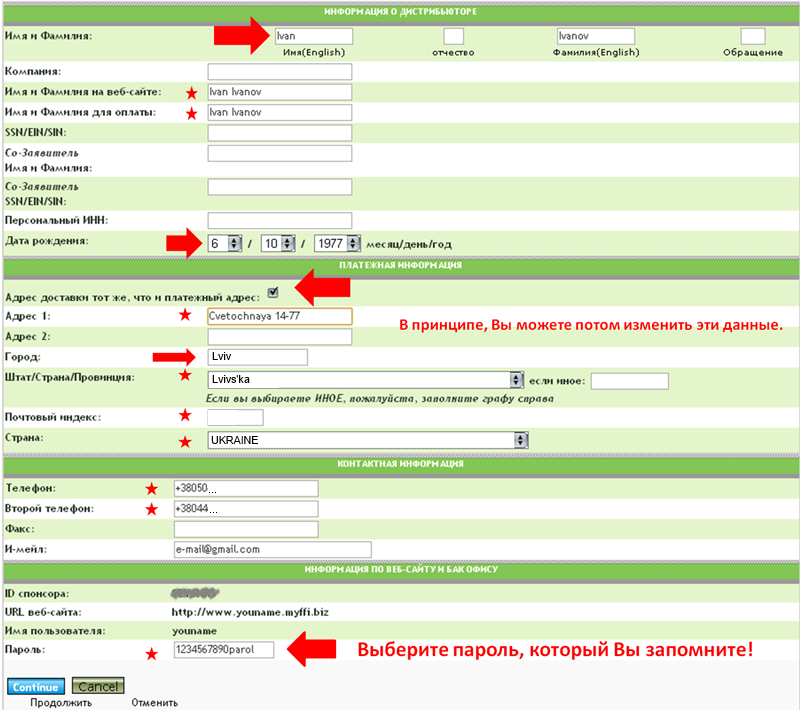 ИНФОРМАЦИЯ О ДИСТРИБЬЮТОРЕ
Имя и Фамилия: Ivan Ivanov
Имя(English) отчество Фамилия(English) Обращение
Компания:
Имя и Фамилия на веб-сайте: Ivan Ivanov
Имя и Фамилия для оплаты: Ivan Ivanov
SSN/EIN/SIN:
Со-Заявитель
Имя и Фамилия:
Со-Заявитель
SSN/EIN/SIN:
Персональный ИНН:
Дата рождения: 6 / 10 / 1977 месяц/день/год
ПЛАТЕЖНАЯ ИНФОРМАЦИЯ
Адрес доставки тот же, что и платежный адрес:
Адрес 1: Cvetochnaya 14-77
В принципе, Вы можете потом изменить эти данные.
Адрес 2:
Город: Lviv
Штат/Страна/Провинция: Lvivs'ka если иное:
Если вы выбираете ИНОЕ, пожалуйста, заполните графу справа
Почтовый индекс:
Страна: UKRAINE
КОНТАКТНАЯ ИНФОРМАЦИЯ
Телефон: +38050...
Второй телефон: +38044...
Факс:
И-мейл: e-mail@gmail.com
ИНФОРМАЦИЯ ПО ВЕБ-САЙТУ И БАК ОФИСУ
ID спонсора:
URL веб-сайта: http://www.youname.myffi.biz
Имя пользователя: youname
Пароль: 1234567890parol Выберите пароль, который Вы запомните!
Continue Cancel
Продолжить Отменить